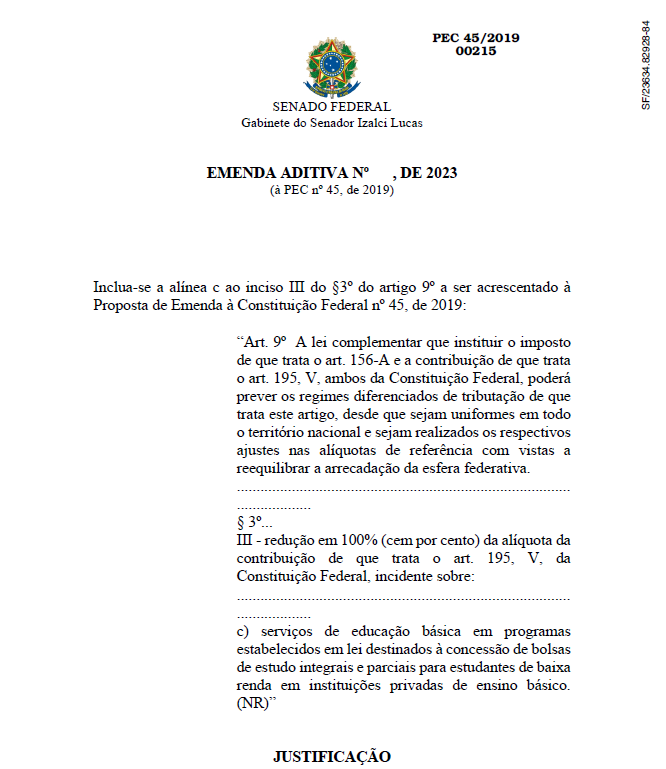 PEC 45/2019
00215
SF/23634.82928-84
SENADO FEDERAL
Gabinete do Senador Izalci Lucas
EMENDA ADITIVA Nº , DE 2023
(à PEC nº 45, de 2019)
Inclua-se a alínea c ao inciso III do §3º do artigo 9º a ser acrescentado à
Proposta de Emenda à Constituição Federal nº 45, de 2019:
“Art. 9º A lei complementar que instituir o imposto
de que trata o art. 156-A e a contribuição de que trata
o art. 195, V, ambos da Constituição Federal, poderá
prever os regimes diferenciados de tributação de que
trata este artigo, desde que sejam uniformes em todo
o território nacional e sejam realizados os respectivos
ajustes nas alíquotas de referência com vistas a
reequilibrar a arrecadação da esfera federativa.
.....................................................................................
...................
§ 3º...
III - redução em 100% (cem por cento) da alíquota da
contribuição de que trata o art. 195, V, da
Constituição Federal, incidente sobre:
.....................................................................................
...................
c) serviços de educação básica em programas
estabelecidos em lei destinados à concessão de bolsas
de estudo integrais e parciais para estudantes de baixa
renda em instituições privadas de ensino básico.
(NR)”
JUSTIFICAÇÃO